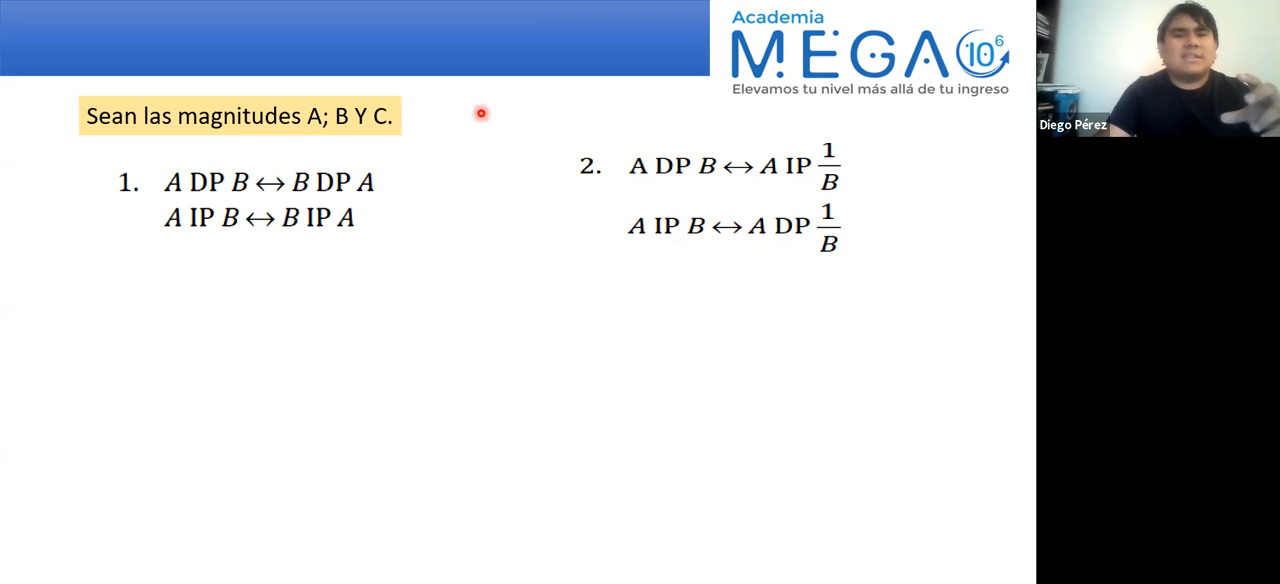 Academia
MEGA 10⁶
Elevamos tu nivel más allá de tu ingreso
Diego Pérez
Sean las magnitudes A; B Y C.
1. A DP B ↔ B DP A
A IP B ↔ B IP A
2. A DP B ↔ A IP 1/B
A IP B ↔ A DP 1/B